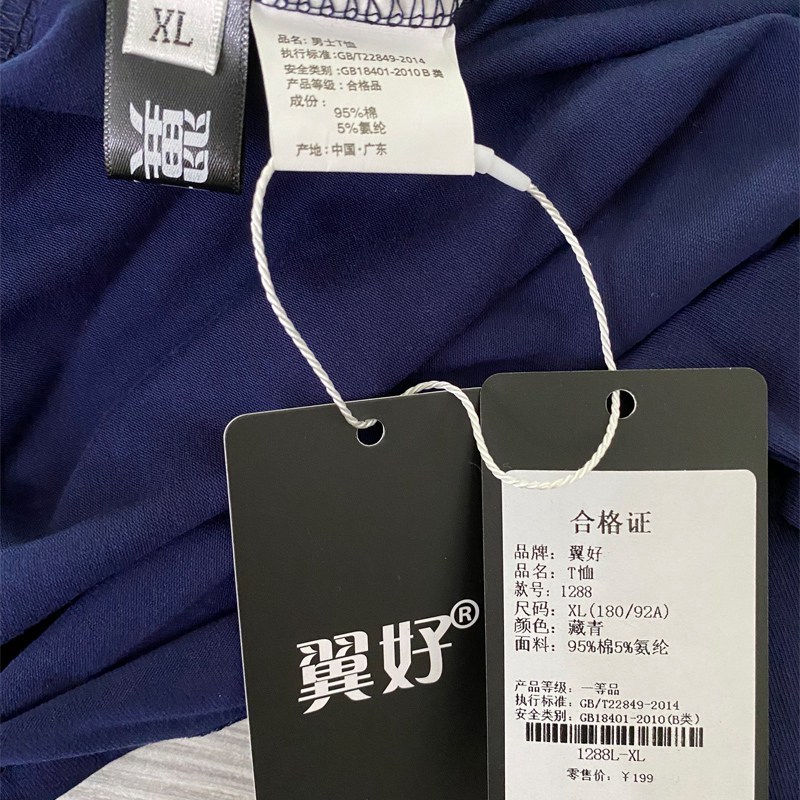 XL
翼
品名: 男士T恤
执行标准:GB/T22849-2014
安全类别:GB18401-2010 B 类
产品等级: 合格品
成份:
95%棉
5%氨纶
产地: 中国·广东
翼好®
合格证
品牌: 翼好
品名: T恤
款号: 1288
尺码: XL(180/92A)
颜色: 藏青
面料: 95%棉5%氨纶
产品等级: 一等品
执行标准: GB/T22849-2014
安全类别: GB18401-2010(B类)
1288L-XL
零售价: ¥199